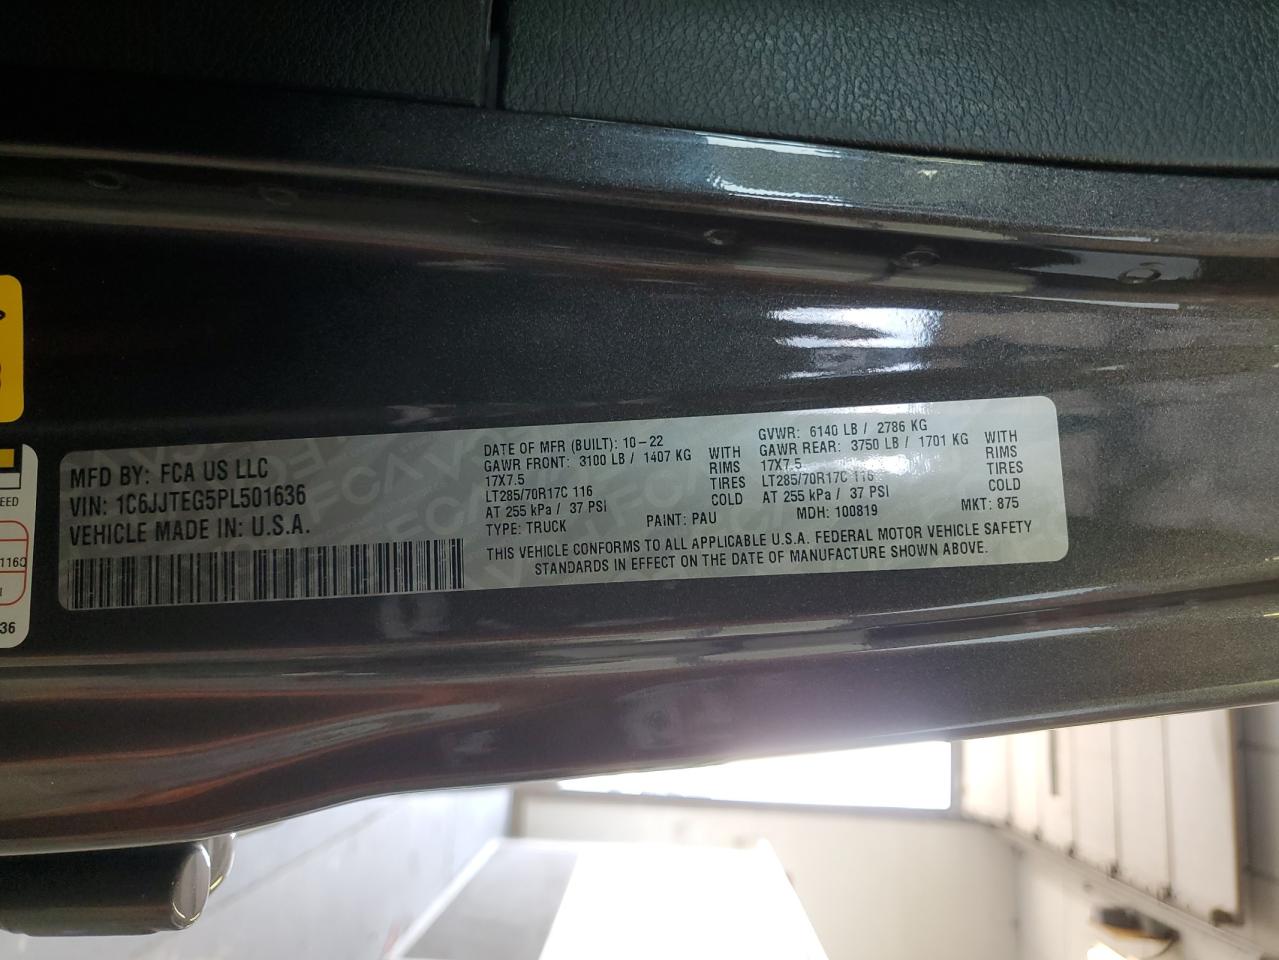 MFD BY: FCA US LLC
VIN: 1C6JJTEG5PL501636
VEHICLE MADE IN: U.S.A.
DATE OF MFR (BUILT): 10-22
GAWR FRONT: 3100 LB / 1407 KG WITH
17X7.5 RIMS
LT285/70R17C 116 TIRES
AT 255 kPa / 37 PSI COLD
TYPE: TRUCK PAINT: PAU
GVWR: 6140 LB / 2786 KG
GAWR REAR: 3750 LB / 1701 KG WITH
17X7.5 RIMS
LT285/70R17C 116 TIRES
AT 255 kPa / 37 PSI COLD
MDH: 100819 MKT: 875
THIS VEHICLE CONFORMS TO ALL APPLICABLE U.S.A. FEDERAL MOTOR VEHICLE SAFETY
STANDARDS IN EFFECT ON THE DATE OF MANUFACTURE SHOWN ABOVE.
36